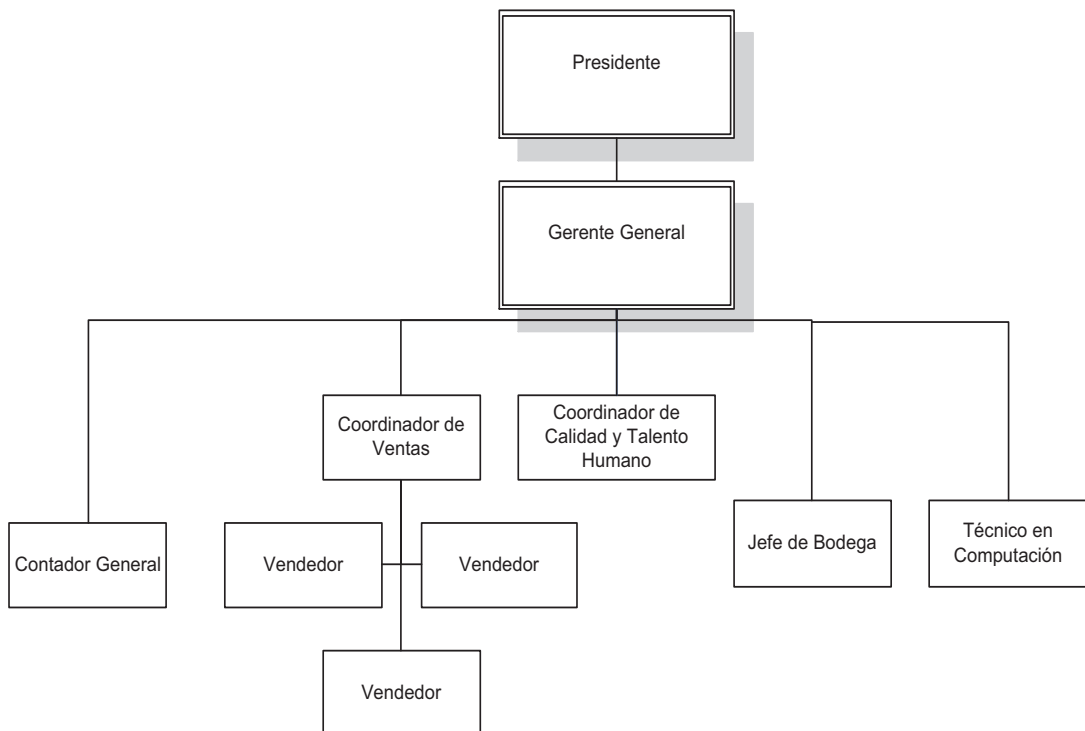 Presidente
Gerente General
Coordinador de
Ventas
Coordinador de
Calidad y Talento
Humano
Contador General
Vendedor
Vendedor
Jefe de Bodega
Técnico en
Computación
Vendedor